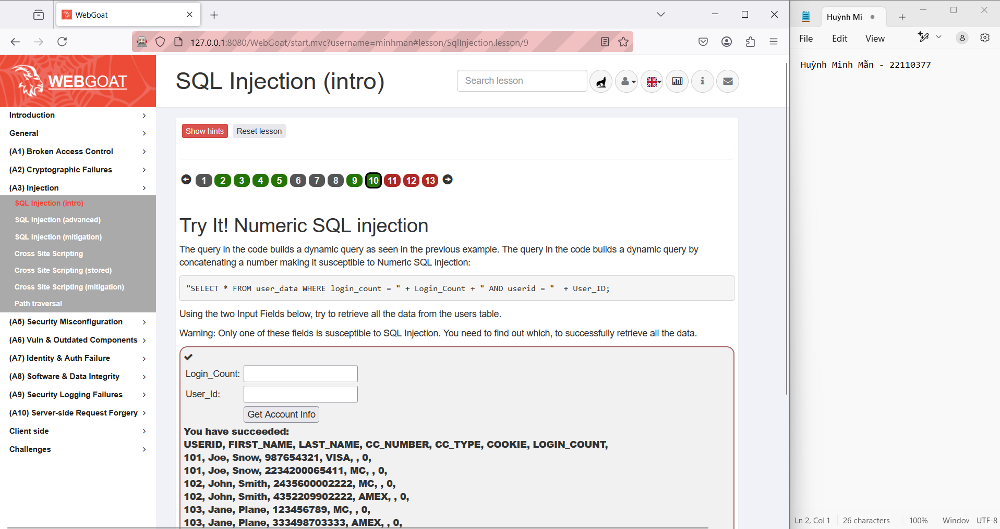 WebGoat
127.0.0.1:8080/WebGoat/start.mvc?username=minhman#lesson/SqlInjection.lesson/9
WEBGOAT
Introduction
General
(A1) Broken Access Control
(A2) Cryptographic Failures
(A3) Injection
SQL Injection (intro)
SQL Injection (advanced)
SQL Injection (mitigation)
Cross Site Scripting
Cross Site Scripting (stored)
Cross Site Scripting (mitigation)
Path traversal
(A5) Security Misconfiguration
(A6) Vuln & Outdated Components
(A7) Identity & Auth Failure
(A8) Software & Data Integrity
(A9) Security Logging Failures
(A10) Server-side Request Forgery
Client side
Challenges
SQL Injection (intro)
Search lesson
Show hints Reset lesson
1 2 3 4 5 6 7 8 9 10 11 12 13
Try It! Numeric SQL injection
The query in the code builds a dynamic query as seen in the previous example. The query in the code builds a dynamic query by
concatenating a number making it susceptible to Numeric SQL injection:
"SELECT * FROM user_data WHERE login_count = " + Login_Count + " AND userid = "  + User_ID;
Using the two Input Fields below, try to retrieve all the data from the users table.
Warning: Only one of these fields is susceptible to SQL Injection. You need to find out which, to successfully retrieve all the data.
Login_Count:
User_Id:
Get Account Info
You have succeeded:
USERID, FIRST_NAME, LAST_NAME, CC_NUMBER, CC_TYPE, COOKIE, LOGIN_COUNT,
101, Joe, Snow, 987654321, VISA, , 0,
101, Joe, Snow, 2234200065411, MC, , 0,
102, John, Smith, 2435600002222, MC, , 0,
102, John, Smith, 4352209902222, AMEX, , 0,
103, Jane, Plane, 123456789, MC, , 0,
103, Jane, Plane, 333498703333, AMEX, , 0,
Huỳnh Mi
File Edit View
Huỳnh Minh Mẫn - 22110377
Ln 2, Col 1 26 characters 100% Window UTF-8